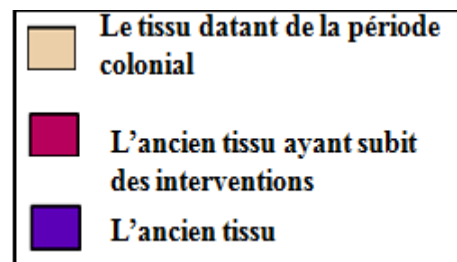 Le tissu datant de la période
colonial
L'ancien tissu ayant subit
des interventions
L'ancien tissu